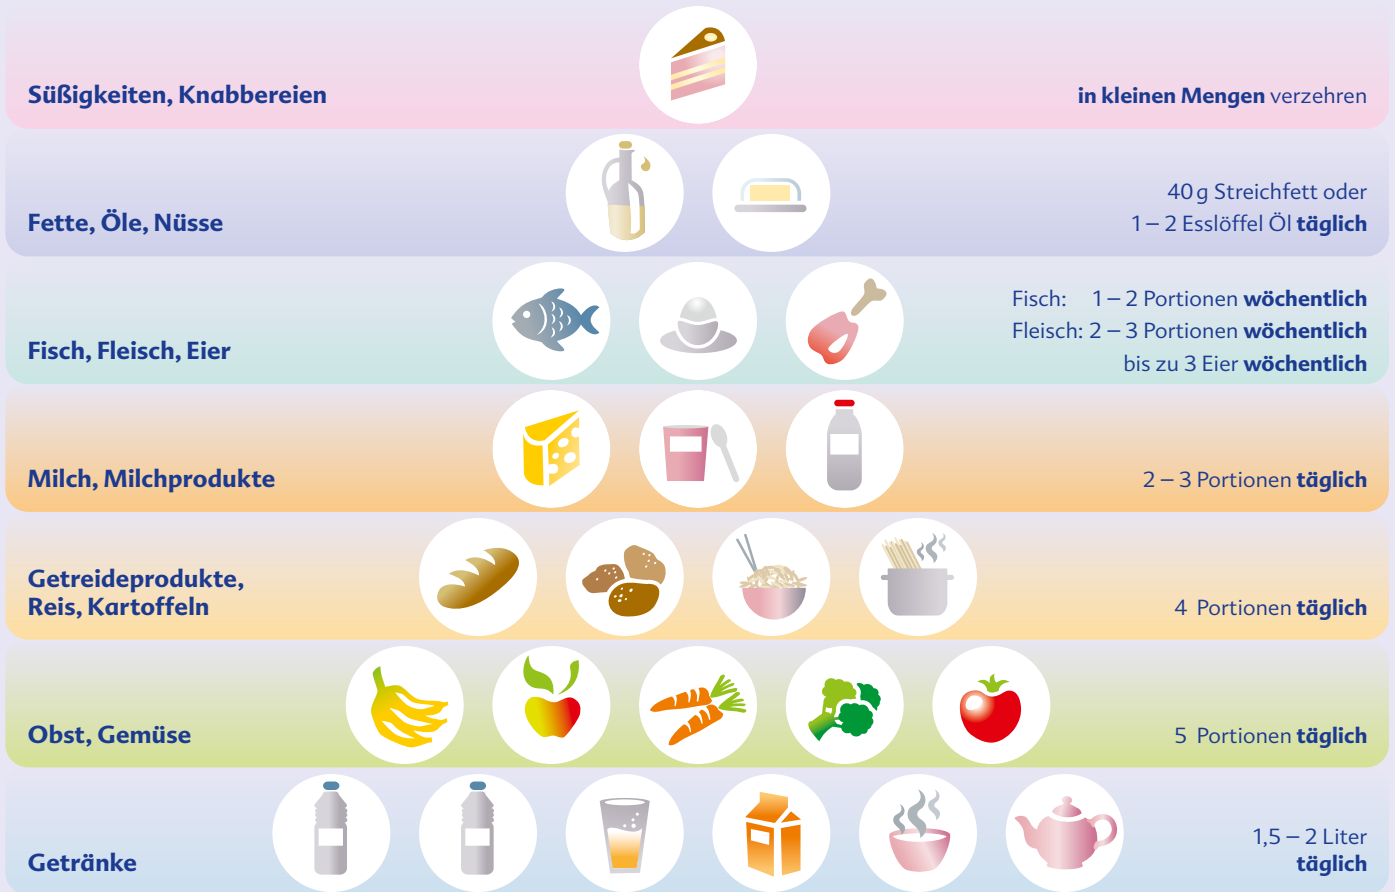 Süßigkeiten, Knabbereien
in kleinen Mengen verzehren
Fette, Öle, Nüsse
40 g Streichfett oder
1 – 2 Esslöffel Öl täglich
Fisch, Fleisch, Eier
Fisch: 1 – 2 Portionen wöchentlich
Fleisch: 2 – 3 Portionen wöchentlich
bis zu 3 Eier wöchentlich
Milch, Milchprodukte
2 – 3 Portionen täglich
Getreideprodukte,
Reis, Kartoffeln
4 Portionen täglich
Obst, Gemüse
5 Portionen täglich
Getränke
1,5 – 2 Liter
täglich